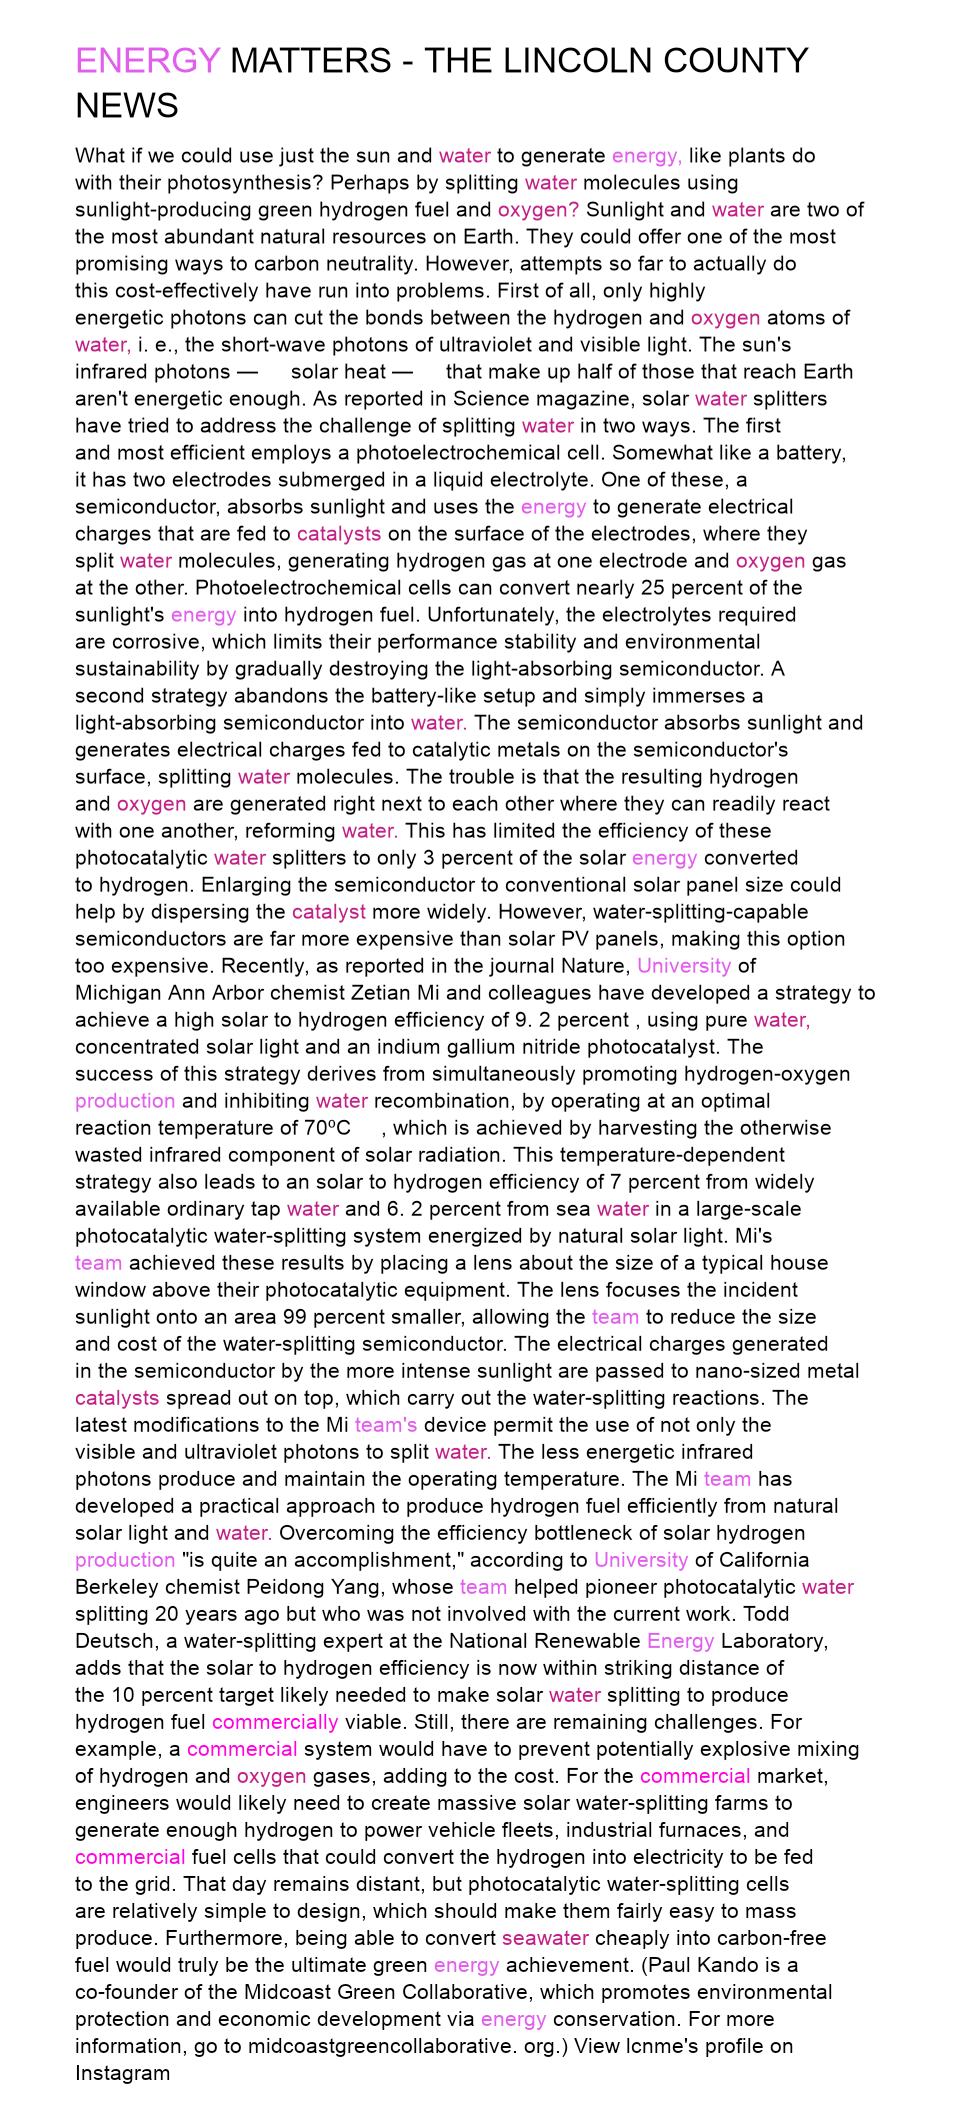 ENERGY MATTERS - THE LINCOLN COUNTY
NEWS
What if we could use just the sun and water to generate energy, like plants do
with their photosynthesis? Perhaps by splitting water molecules using
sunlight-producing green hydrogen fuel and oxygen? Sunlight and water are two of
the most abundant natural resources on Earth. They could offer one of the most
promising ways to carbon neutrality. However, attempts so far to actually do
this cost-effectively have run into problems. First of all, only highly
energetic photons can cut the bonds between the hydrogen and oxygen atoms of
water, i. e., the short-wave photons of ultraviolet and visible light. The sun's
infrared photons — solar heat — that make up half of those that reach Earth
aren't energetic enough. As reported in Science magazine, solar water splitters
have tried to address the challenge of splitting water in two ways. The first
and most efficient employs a photoelectrochemical cell. Somewhat like a battery,
it has two electrodes submerged in a liquid electrolyte. One of these, a
semiconductor, absorbs sunlight and uses the energy to generate electrical
charges that are fed to catalysts on the surface of the electrodes, where they
split water molecules, generating hydrogen gas at one electrode and oxygen gas
at the other. Photoelectrochemical cells can convert nearly 25 percent of the
sunlight's energy into hydrogen fuel. Unfortunately, the electrolytes required
are corrosive, which limits their performance stability and environmental
sustainability by gradually destroying the light-absorbing semiconductor. A
second strategy abandons the battery-like setup and simply immerses a
light-absorbing semiconductor into water. The semiconductor absorbs sunlight and
generates electrical charges fed to catalytic metals on the semiconductor's
surface, splitting water molecules. The trouble is that the resulting hydrogen
and oxygen are generated right next to each other where they can readily react
with one another, reforming water. This has limited the efficiency of these
photocatalytic water splitters to only 3 percent of the solar energy converted
to hydrogen. Enlarging the semiconductor to conventional solar panel size could
help by dispersing the catalyst more widely. However, water-splitting-capable
semiconductors are far more expensive than solar PV panels, making this option
too expensive. Recently, as reported in the journal Nature, University of
Michigan Ann Arbor chemist Zetian Mi and colleagues have developed a strategy to
achieve a high solar to hydrogen efficiency of 9. 2 percent , using pure water,
concentrated solar light and an indium gallium nitride photocatalyst. The
success of this strategy derives from simultaneously promoting hydrogen-oxygen
production and inhibiting water recombination, by operating at an optimal
reaction temperature of 70ºC , which is achieved by harvesting the otherwise
wasted infrared component of solar radiation. This temperature-dependent
strategy also leads to an solar to hydrogen efficiency of 7 percent from widely
available ordinary tap water and 6. 2 percent from sea water in a large-scale
photocatalytic water-splitting system energized by natural solar light. Mi's
team achieved these results by placing a lens about the size of a typical house
window above their photocatalytic equipment. The lens focuses the incident
sunlight onto an area 99 percent smaller, allowing the team to reduce the size
and cost of the water-splitting semiconductor. The electrical charges generated
in the semiconductor by the more intense sunlight are passed to nano-sized metal
catalysts spread out on top, which carry out the water-splitting reactions. The
latest modifications to the Mi team's device permit the use of not only the
visible and ultraviolet photons to split water. The less energetic infrared
photons produce and maintain the operating temperature. The Mi team has
developed a practical approach to produce hydrogen fuel efficiently from natural
solar light and water. Overcoming the efficiency bottleneck of solar hydrogen
production "is quite an accomplishment," according to University of California
Berkeley chemist Peidong Yang, whose team helped pioneer photocatalytic water
splitting 20 years ago but who was not involved with the current work. Todd
Deutsch, a water-splitting expert at the National Renewable Energy Laboratory,
adds that the solar to hydrogen efficiency is now within striking distance of
the 10 percent target likely needed to make solar water splitting to produce
hydrogen fuel commercially viable. Still, there are remaining challenges. For
example, a commercial system would have to prevent potentially explosive mixing
of hydrogen and oxygen gases, adding to the cost. For the commercial market,
engineers would likely need to create massive solar water-splitting farms to
generate enough hydrogen to power vehicle fleets, industrial furnaces, and
commercial fuel cells that could convert the hydrogen into electricity to be fed
to the grid. That day remains distant, but photocatalytic water-splitting cells
are relatively simple to design, which should make them fairly easy to mass
produce. Furthermore, being able to convert seawater cheaply into carbon-free
fuel would truly be the ultimate green energy achievement. (Paul Kando is a
co-founder of the Midcoast Green Collaborative, which promotes environmental
protection and economic development via energy conservation. For more
information, go to midcoastgreencollaborative. org.) View lcnme's profile on
Instagram